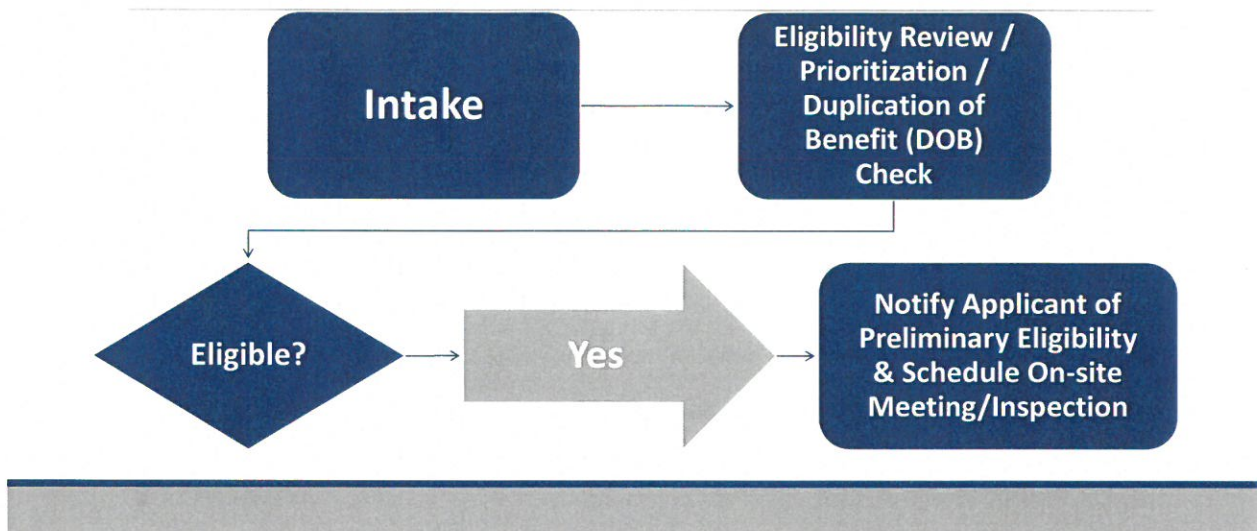 Intake
Eligibility Review /
Prioritization /
Duplication of
Benefit (DOB)
Check
Eligible?
Yes
Notify Applicant of
Preliminary Eligibility
& Schedule On-site
Meeting/Inspection